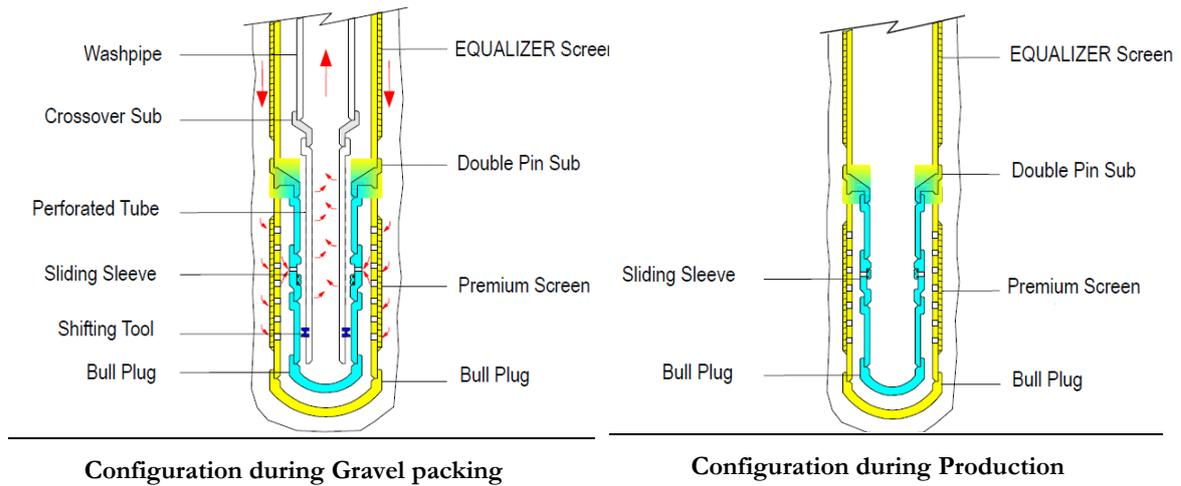 Washpipe
Crossover Sub
Perforated Tube
Sliding Sleeve
Shifting Tool
Bull Plug
EQUALIZER Screen
Double Pin Sub
Premium Screen
Bull Plug
Configuration during Gravel packing
Sliding Sleeve
Bull Plug
EQUALIZER Screen
Double Pin Sub
Premium Screen
Bull Plug
Configuration during Production